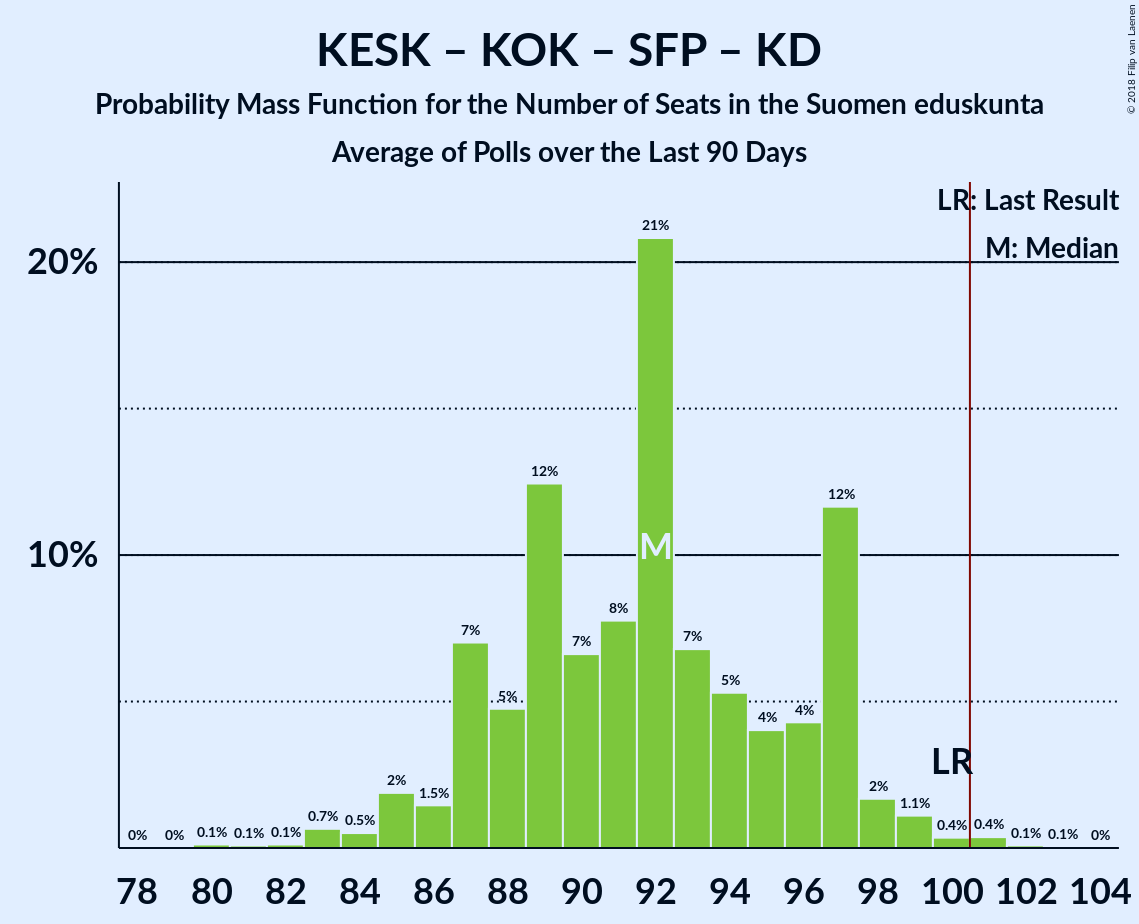 KESK – KOK – SFP – KD
Probability Mass Function for the Number of Seats in the Suomen eduskunta
Average of Polls over the Last 90 Days
© 2018 Filip van Laenen
LR: Last Result
M: Median
20%
10%
0% 0% 0.1% 0.1% 0.1% 0.7% 0.5% 2% 1.5% 7% 5% 12% 7% 8% 21% 7% 5% 4% 4% 12% 2% 1.1% 0.4% 0.4% 0.1% 0.1% 0%
M
LR
78 80 82 84 86 88 90 92 94 96 98 100 102 104